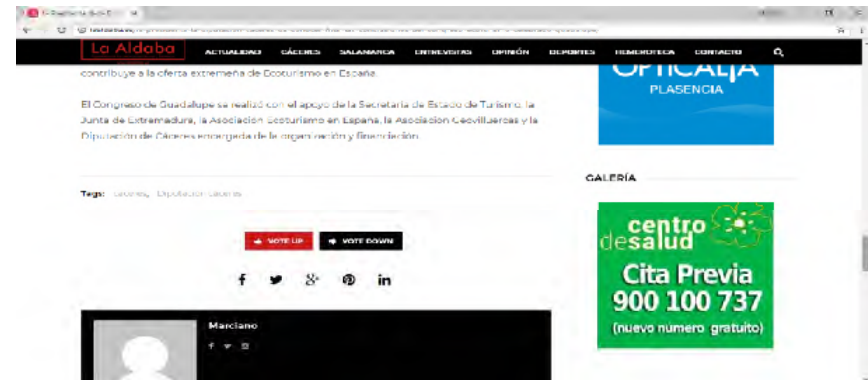 La Aldaba
ACTUALIDAD CÁCERES SALAMANCA ENTREVISTAS OPINIÓN DEPORTES HEMEROTECA CONTACTO
contribuye a la oferta extremeña de Ecoturismo en España.
El Congreso de Guadalupe se realizó con el apoyo de la Secretaría de Estado de Turismo, la
Junta de Extremadura, la Asociación Ecoturismo en España, la Asociación Geovilluercas y la
Diputación de Cáceres encargada de la organización y financiación.
Tags: cáceres, Diputación cáceres
VOTE UP VOTE DOWN
Marciano
OPTICALIA
PLASENCIA
GALERÍA
centro
desalud
Cita Previa
900 100 737
(nuevo número gratuito)